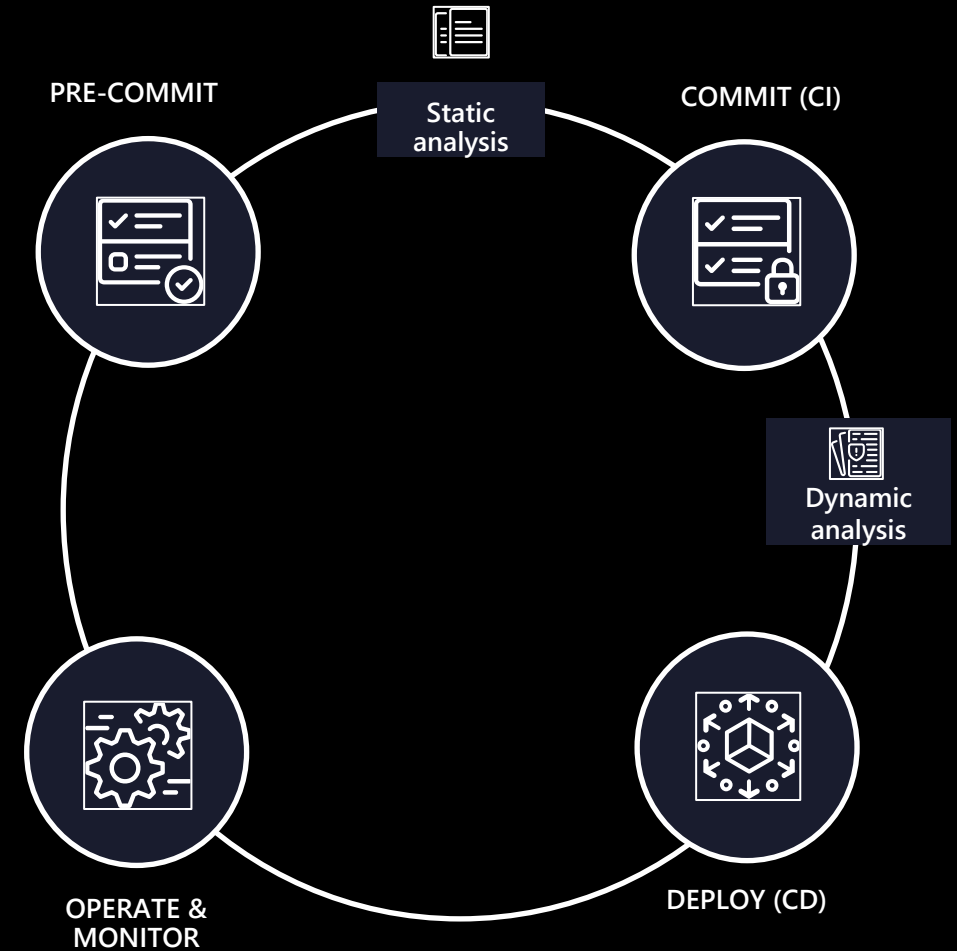 PRE-COMMIT
Static
analysis
COMMIT (CI)
Dynamic
analysis
OPERATE &
MONITOR
DEPLOY (CD)